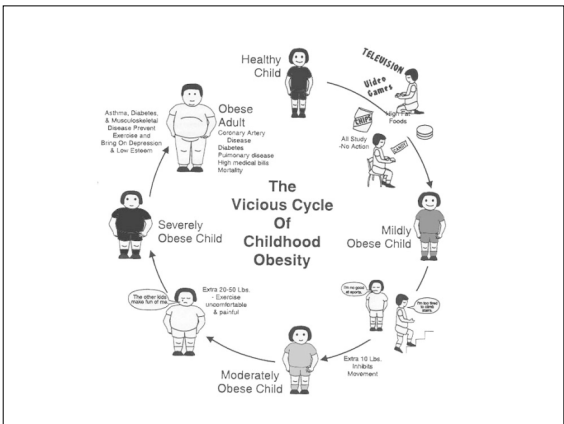 Healthy
Child
TELEVISION
Video
Games
High Fat
Foods
CHIPS
CANDY
All Study
-No Action
Mildly
Obese Child
I'm no good
at sports.
I'm too tired
to climb
stairs.
Extra 10 Lbs.
Inhibits
Movement
Moderately
Obese Child
Extra 20-50 Lbs.
- Exercise
uncomfortable
& painful
The other kids
make fun of me.
Severely
Obese Child
Asthma, Diabetes,
& Musculoskeletal
Disease Prevent
Exercise and
Bring On Depression
& Low Esteem
Obese
Adult
Coronary Artery
Disease
Diabetes
Pulmonary disease
High medical bills
Mortality
The
Vicious Cycle
Of
Childhood
Obesity